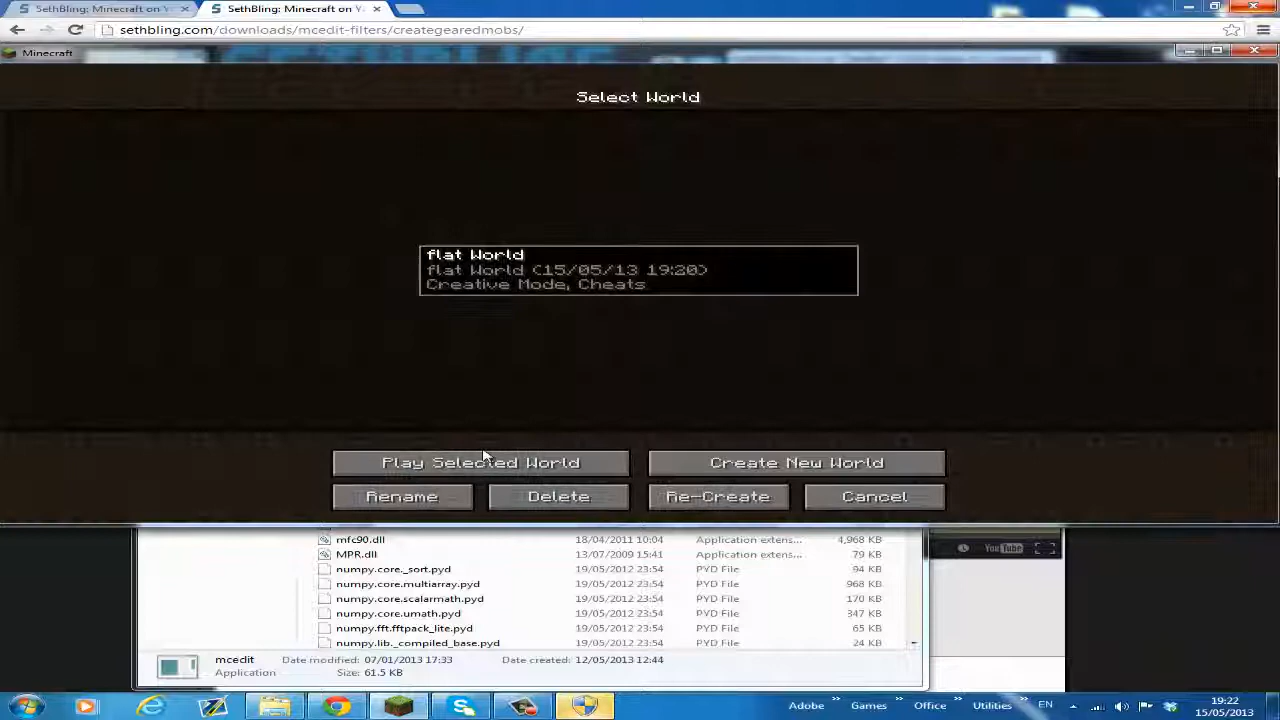 SethBling: Minecraft on Y
SethBling: Minecraft on Y
sethbling.com/downloads/mcedit-filters/creategearedmobs/
Minecraft
Select World
flat World
flat World (15/05/13 19:20)
Creative Mode, Cheats
Play Selected World
Create New World
Rename
Delete
Re-Create
Cancel
mfc90.dll 18/04/2011 10:04 Application extens... 4,968 KB
MPR.dll 13/07/2009 15:41 Application extens... 79 KB
numpy.core._sort.pyd 19/05/2012 23:54 PYD File 94 KB
numpy.core.multiarray.pyd 19/05/2012 23:54 PYD File 968 KB
numpy.core.scalarmath.pyd 19/05/2012 23:54 PYD File 170 KB
numpy.core.umath.pyd 19/05/2012 23:54 PYD File 347 KB
numpy.fft.fftpack_lite.pyd 19/05/2012 23:54 PYD File 65 KB
numpy.lib._compiled_base.pyd 19/05/2012 23:54 PYD File 24 KB
YouTube
mcedit Date modified: 07/01/2013 17:33 Date created: 12/05/2013 12:44
Application Size: 61.5 KB
Adobe Games Office Utilities EN
19:22
15/05/2013